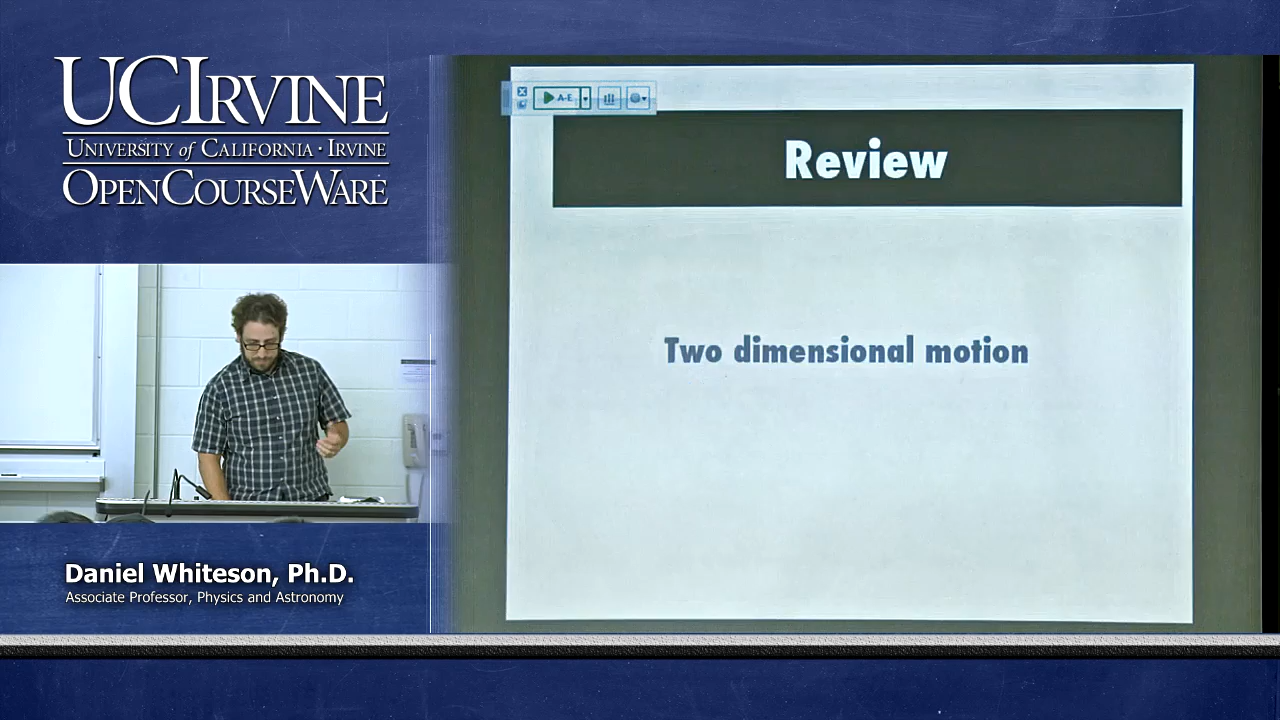 UCIRVINE
UNIVERSITY of CALIFORNIA · IRVINE
OPENCOURSEWARE
A-E
Review
Two dimensional motion
Daniel Whiteson, Ph.D.
Associate Professor, Physics and Astronomy